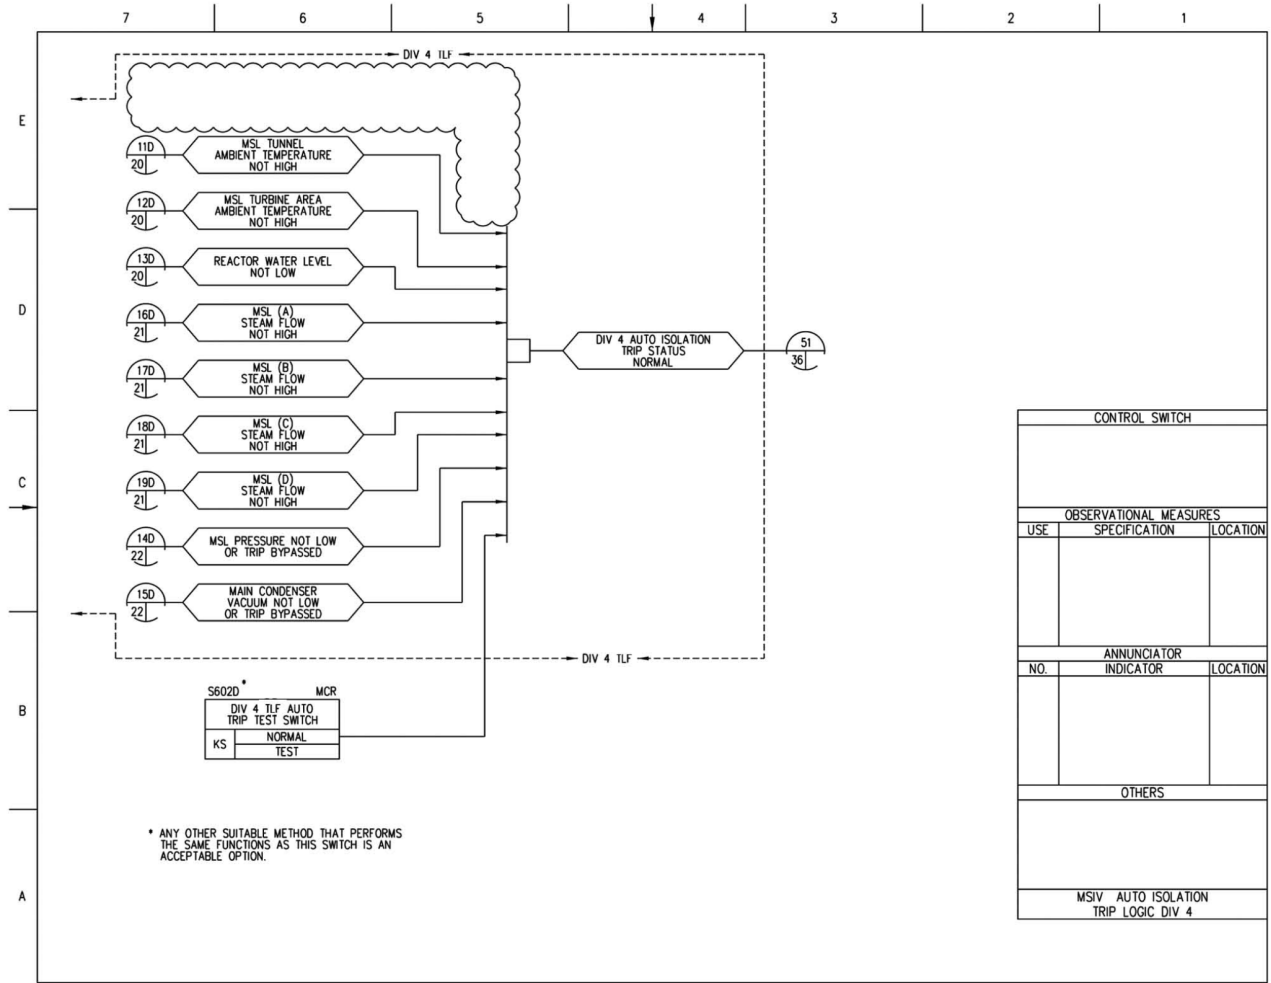 7 6 5 4 3 2 1
E
D
C
B
A
DIV 4 TLF
11D
20
MSL TUNNEL
AMBIENT TEMPERATURE
NOT HIGH
12D
20
MSL TURBINE AREA
AMBIENT TEMPERATURE
NOT HIGH
13D
20
REACTOR WATER LEVEL
NOT LOW
16D
21
MSL (A)
STEAM FLOW
NOT HIGH
17D
21
MSL (B)
STEAM FLOW
NOT HIGH
18D
21
MSL (C)
STEAM FLOW
NOT HIGH
19D
21
MSL (D)
STEAM FLOW
NOT HIGH
14D
22
MSL PRESSURE NOT LOW
OR TRIP BYPASSED
15D
22
MAIN CONDENSER
VACUUM NOT LOW
OR TRIP BYPASSED
DIV 4 AUTO ISOLATION
TRIP STATUS
NORMAL
51
36
DIV 4 TLF
S602D * MCR
DIV 4 TLF AUTO
TRIP TEST SWITCH
KS
NORMAL
TEST
* ANY OTHER SUITABLE METHOD THAT PERFORMS
THE SAME FUNCTIONS AS THIS SWITCH IS AN
ACCEPTABLE OPTION.
CONTROL SWITCH
OBSERVATIONAL MEASURES
USE SPECIFICATION LOCATION
ANNUNCIATOR
NO. INDICATOR LOCATION
OTHERS
MSIV AUTO ISOLATION
TRIP LOGIC DIV 4